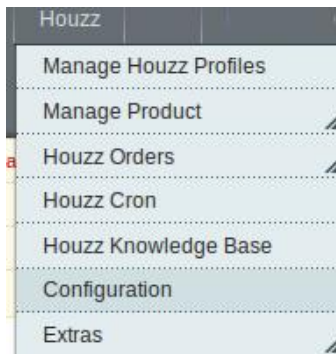 Houzz
Manage Houzz Profiles
Manage Product
Houzz Orders
Houzz Cron
Houzz Knowledge Base
Configuration
Extras